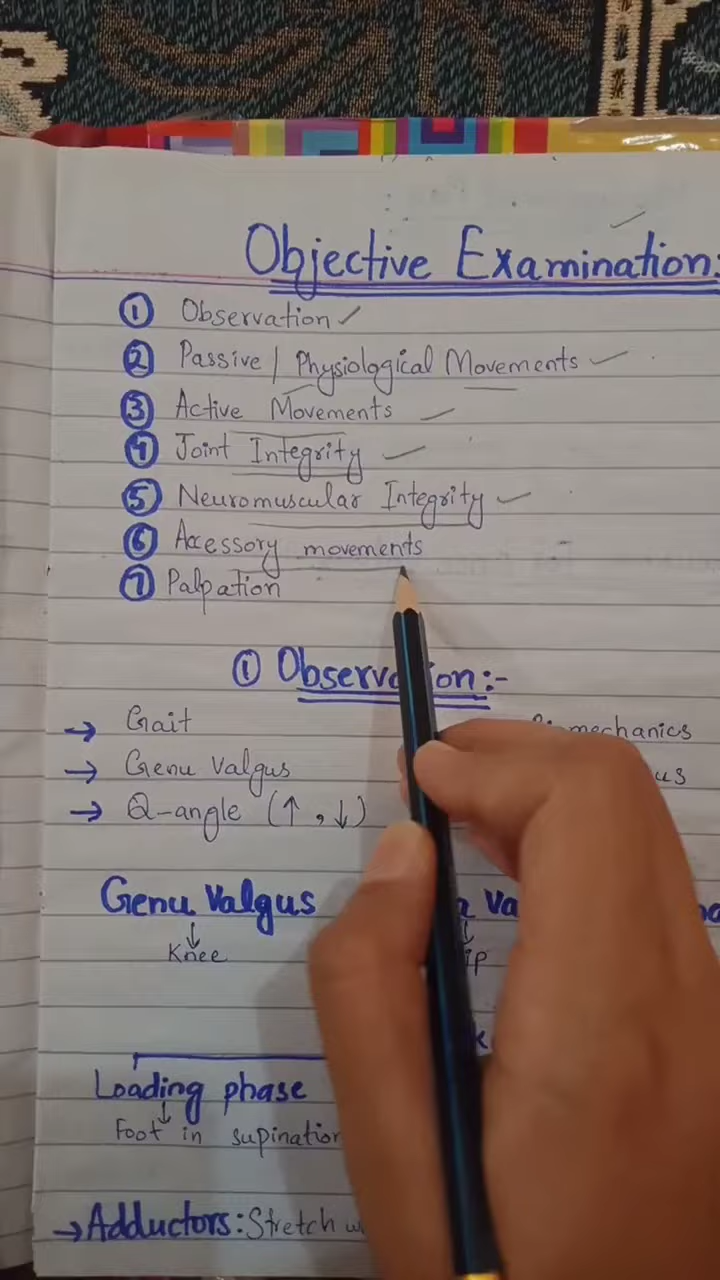 Objective Examination:
① Observation ✓
② Passive / Physiological Movements ✓
③ Active Movements ✓
④ Joint Integrity ✓
⑤ Neuromuscular Integrity ✓
⑥ Accessory movements
⑦ Palpation
① Observation:-
→ Gait
→ Genu Valgus
→ Q-angle (↑, ↓)
Genu Valgus
↓
Knee
Loading phase
↓
Foot in supination
→ Adductors: Stretch